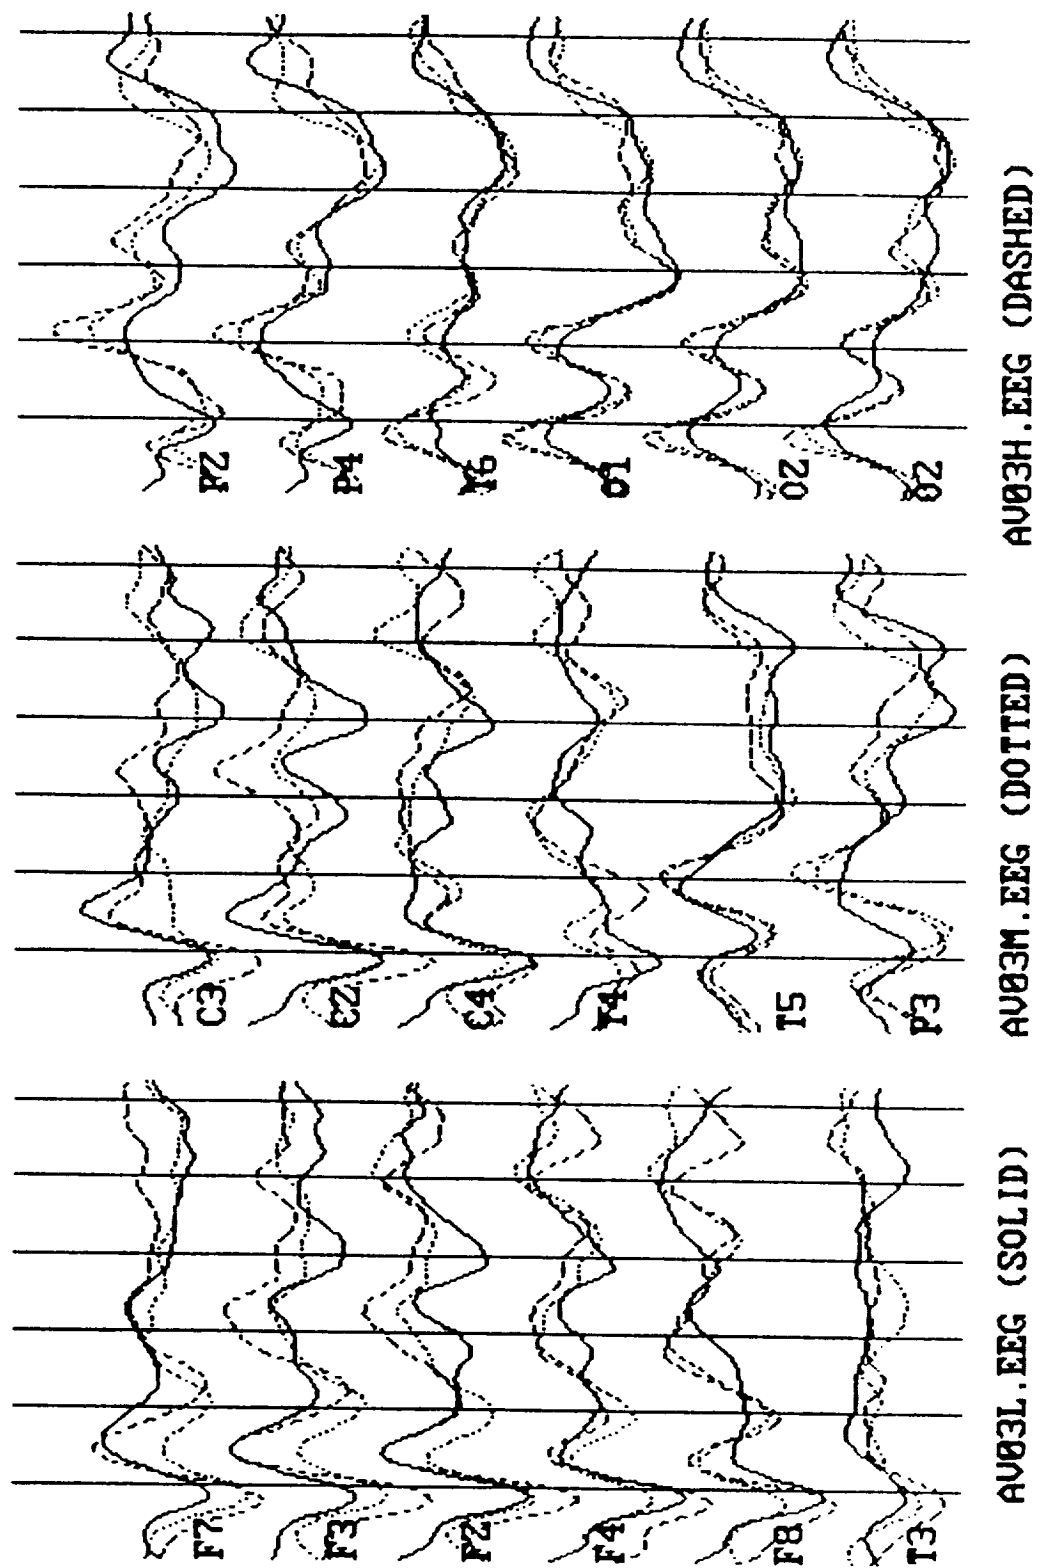 F7 C3 PZ
F3 CZ P4
FZ C4 T6
F4 T4 O1
F8 T5 OZ
T3 P3 O2
AV03L.EEG (SOLID) AV03M.EEG (DOTTED) AV03H.EEG (DASHED)